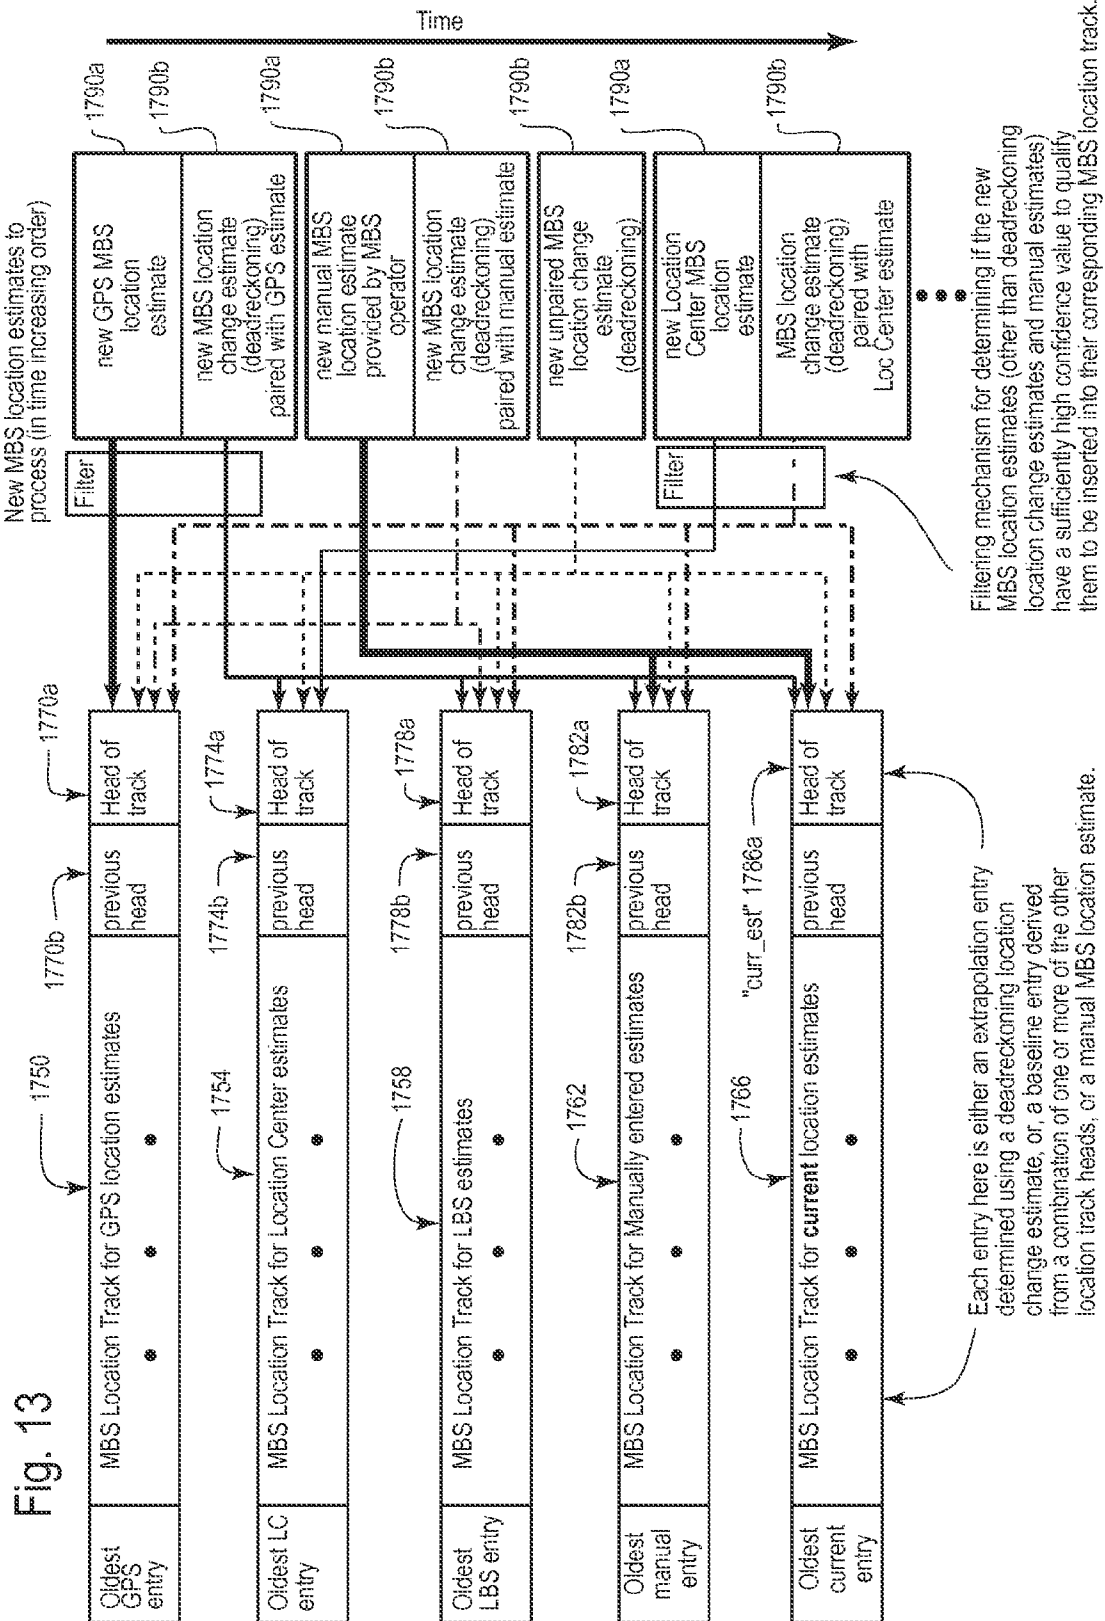 Fig. 13
Oldest
GPS
entry
MBS Location Track for GPS location estimates
1750
1770b
previous
head
1770a
Head of
track
Oldest LC
entry
MBS Location Track for Location Center estimates
1754
1774b
previous
head
1774a
Head of
track
Oldest
LBS entry
MBS Location Track for LBS estimates
1758
1778b
previous
head
1778a
Head of
track
Oldest
manual
entry
MBS Location Track for Manually entered estimates
1762
1782b
previous
head
1782a
Head of
track
Oldest
current
entry
MBS Location Track for current location estimates
1766
previous
head
"curr_est" 1786a
Head of
track
Each entry here is either an extrapolation entry
determined using a deadreckoning location
change estimate, or, a baseline entry derived
from a combination of one or more of the other
location track heads, or a manual MBS location estimate.
New MBS location estimates to
process (in time increasing order)
Filter
new GPS MBS
location
estimate
1790a
new MBS location
change estimate
(deadreckoning)
paired with GPS estimate
1790b
new manual MBS
location estimate
provided by MBS
operator
1790a
new MBS location
change estimate
(deadreckoning)
paired with manual estimate
1790b
new unpaired MBS
location change
estimate
(deadreckoning)
1790b
Filter
new Location
Center MBS
location
estimate
1790a
MBS location
change estimate
(deadreckoning)
paired with
Loc Center estimate
1790b
Time
Filtering mechanism for determining if the new
MBS location estimates (other than deadreckoning
location change estimates and manual estimates)
have a sufficiently high confidence value to qualify
them to be inserted into their corresponding MBS location track.